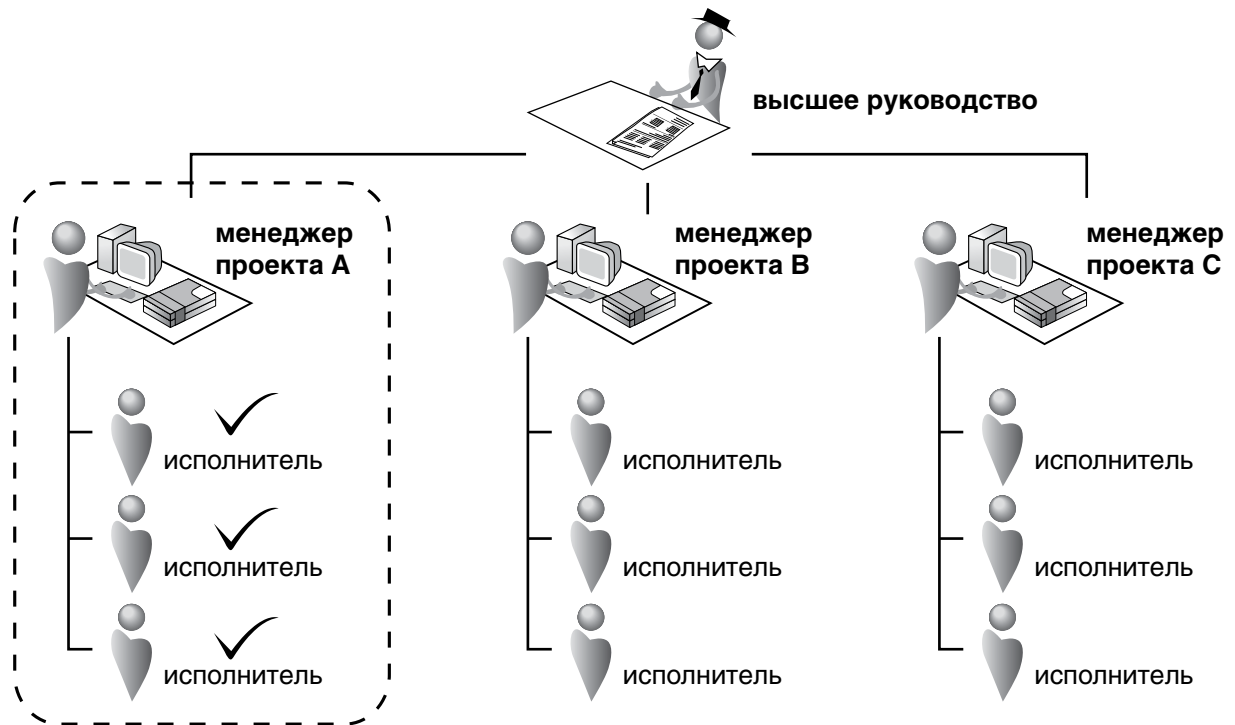 высшее руководство
менеджер
проекта A
менеджер
проекта B
менеджер
проекта C
исполнитель
исполнитель
исполнитель
исполнитель
исполнитель
исполнитель
исполнитель
исполнитель
исполнитель